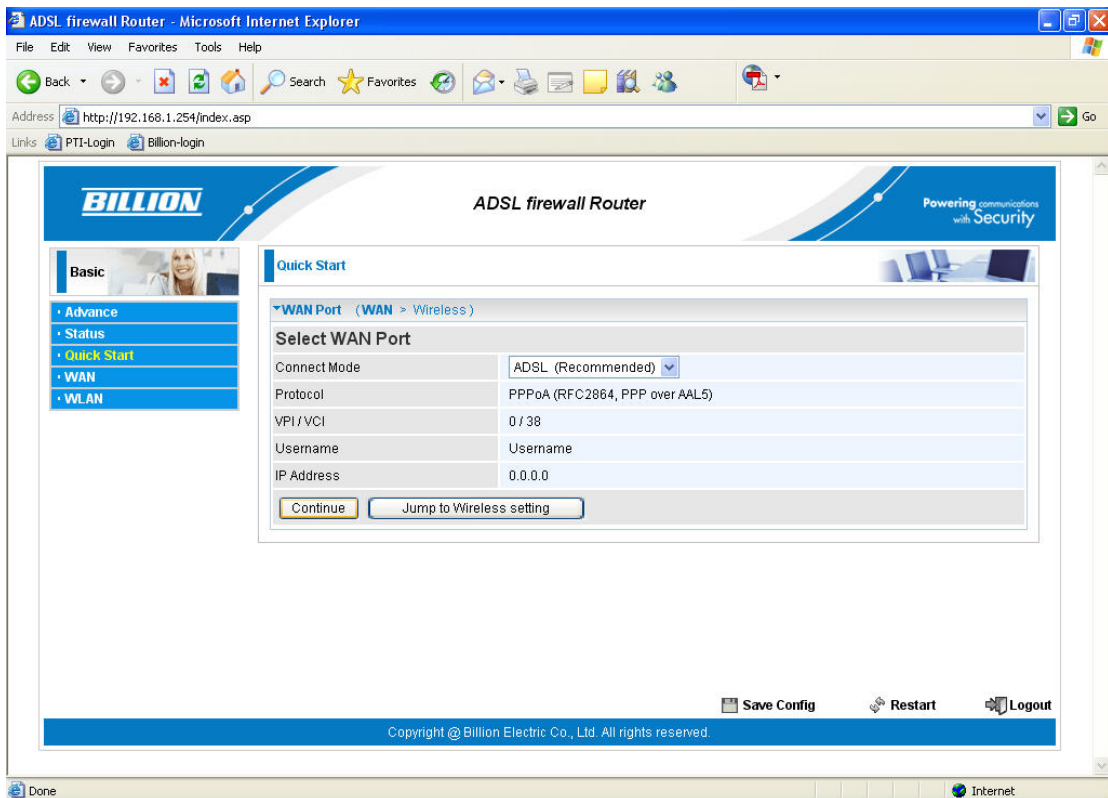 ADSL firewall Router - Microsoft Internet Explorer
File Edit View Favorites Tools Help
Back Search Favorites
Address http://192.168.1.254/index.asp Go
Links PTI-Login Billion-login
BILLION
ADSL firewall Router
Powering communications
with Security
Basic
Quick Start
· Advance
· Status
· Quick Start
· WAN
· WLAN
WAN Port (WAN > Wireless)
Select WAN Port
Connect Mode ADSL (Recommended)
Protocol PPPoA (RFC2864, PPP over AAL5)
VPI / VCI 0 / 38
Username Username
IP Address 0.0.0.0
Continue Jump to Wireless setting
Save Config Restart Logout
Copyright @ Billion Electric Co., Ltd. All rights reserved.
Done Internet